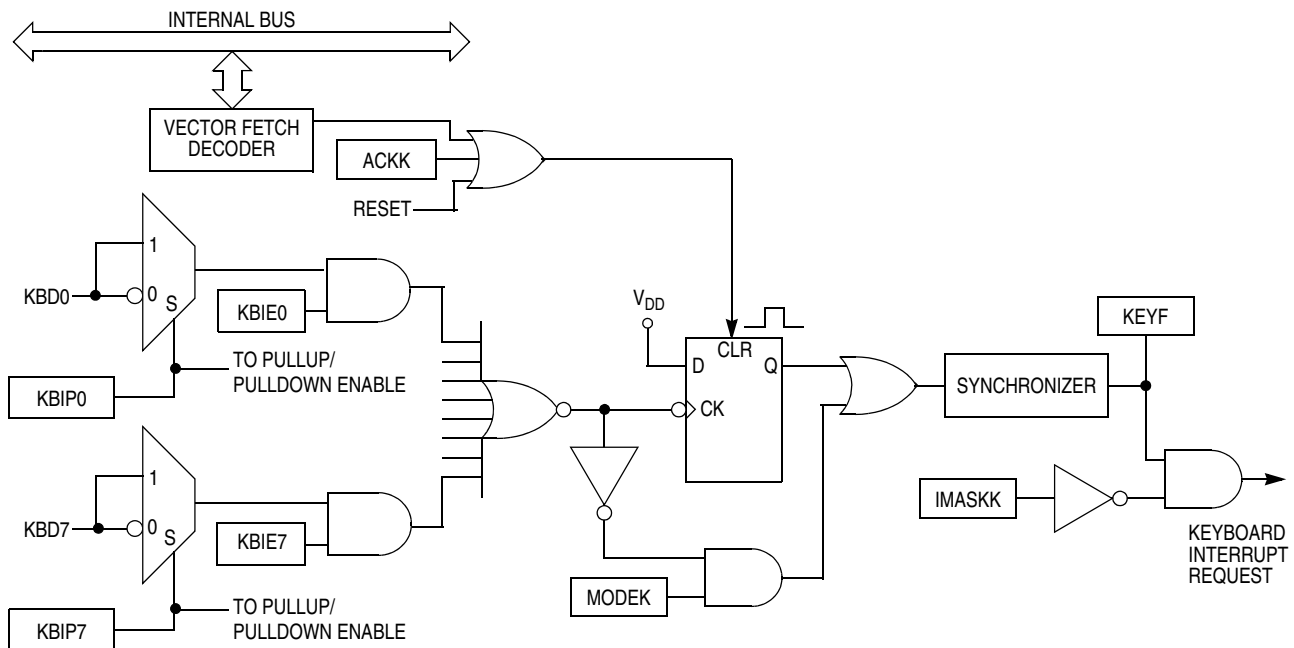 INTERNAL BUS
VECTOR FETCH
DECODER
ACKK
RESET
1
KBD0
0
S
KBIE0
TO PULLUP/
PULLDOWN ENABLE
KBIP0
VDD
CLR
D
Q
CK
KEYF
SYNCHRONIZER
1
KBD7
0
S
KBIE7
TO PULLUP/
PULLDOWN ENABLE
KBIP7
MODEK
IMASKK
KEYBOARD
INTERRUPT
REQUEST